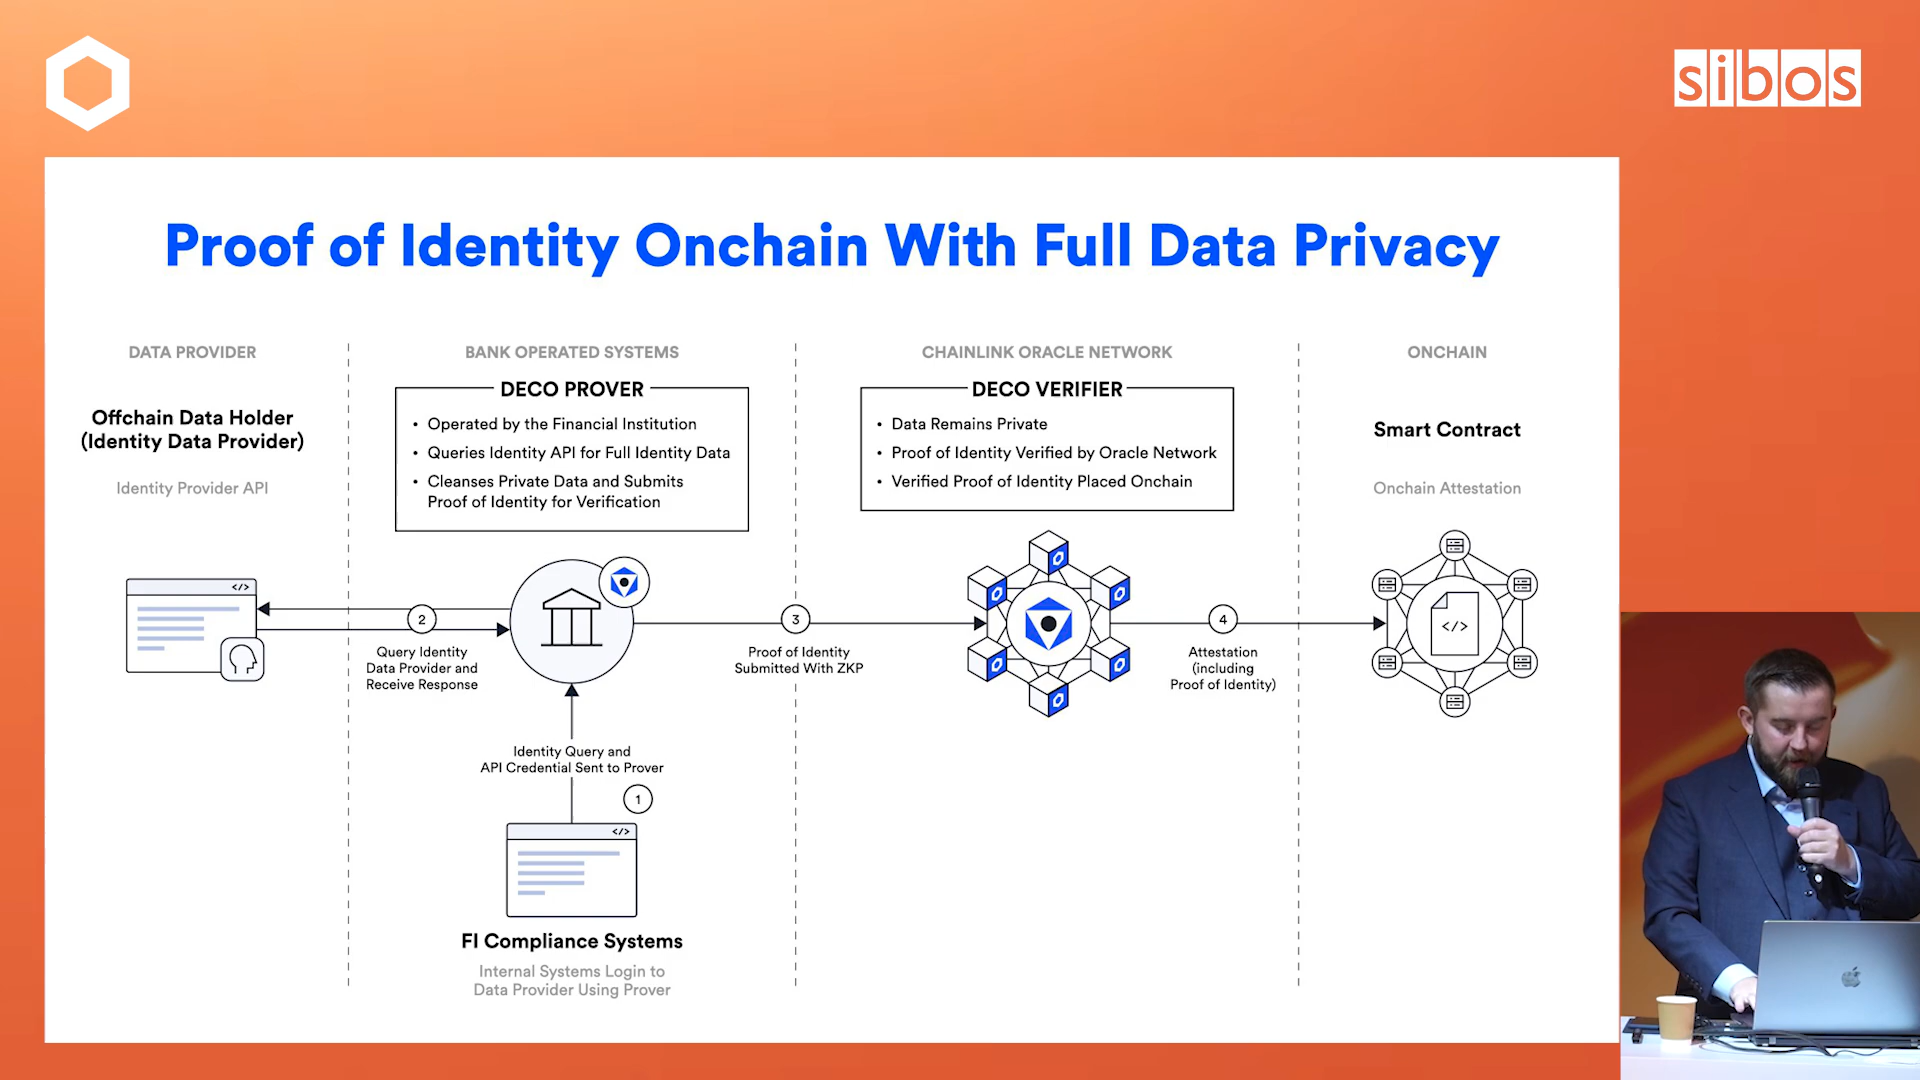 sibos
Proof of Identity Onchain With Full Data Privacy
DATA PROVIDER
Offchain Data Holder
(Identity Data Provider)
Identity Provider API
</>
BANK OPERATED SYSTEMS
DECO PROVER
• Operated by the Financial Institution
• Queries Identity API for Full Identity Data
• Cleanses Private Data and Submits
Proof of Identity for Verification
2
Query Identity
Data Provider and
Receive Response
Identity Query and
API Credential Sent to Prover
1
</>
FI Compliance Systems
Internal Systems Login to
Data Provider Using Prover
3
Proof of Identity
Submitted With ZKP
CHAINLINK ORACLE NETWORK
DECO VERIFIER
• Data Remains Private
• Proof of Identity Verified by Oracle Network
• Verified Proof of Identity Placed Onchain
4
Attestation
(including
Proof of Identity)
ONCHAIN
Smart Contract
Onchain Attestation
</>